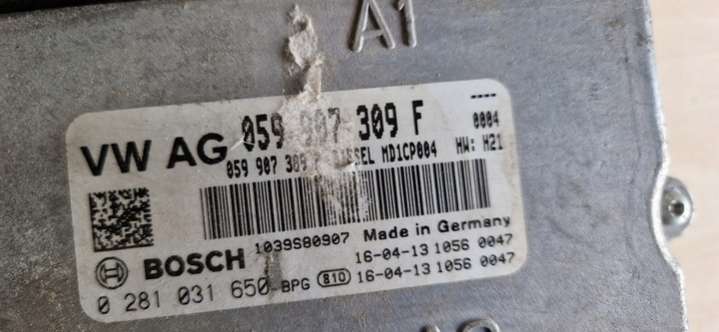 A1
VW AG 059 907 309 F
----
0004
059 907 309 MD1CP004 HW: H21
1039S80907 Made in Germany
BOSCH 16-04-13 1056 0047
0 281 031 650 BPG 810 16-04-13 1056 0047